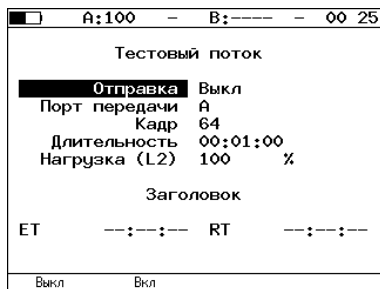 A:100 – B:---- – 00 25
Тестовый поток
Отправка Выкл
Порт передачи A
Кадр 64
Длительность 00:01:00
Нагрузка (L2) 100 %
Заголовок
ET --:--:-- RT --:--:--
Выкл Вкл